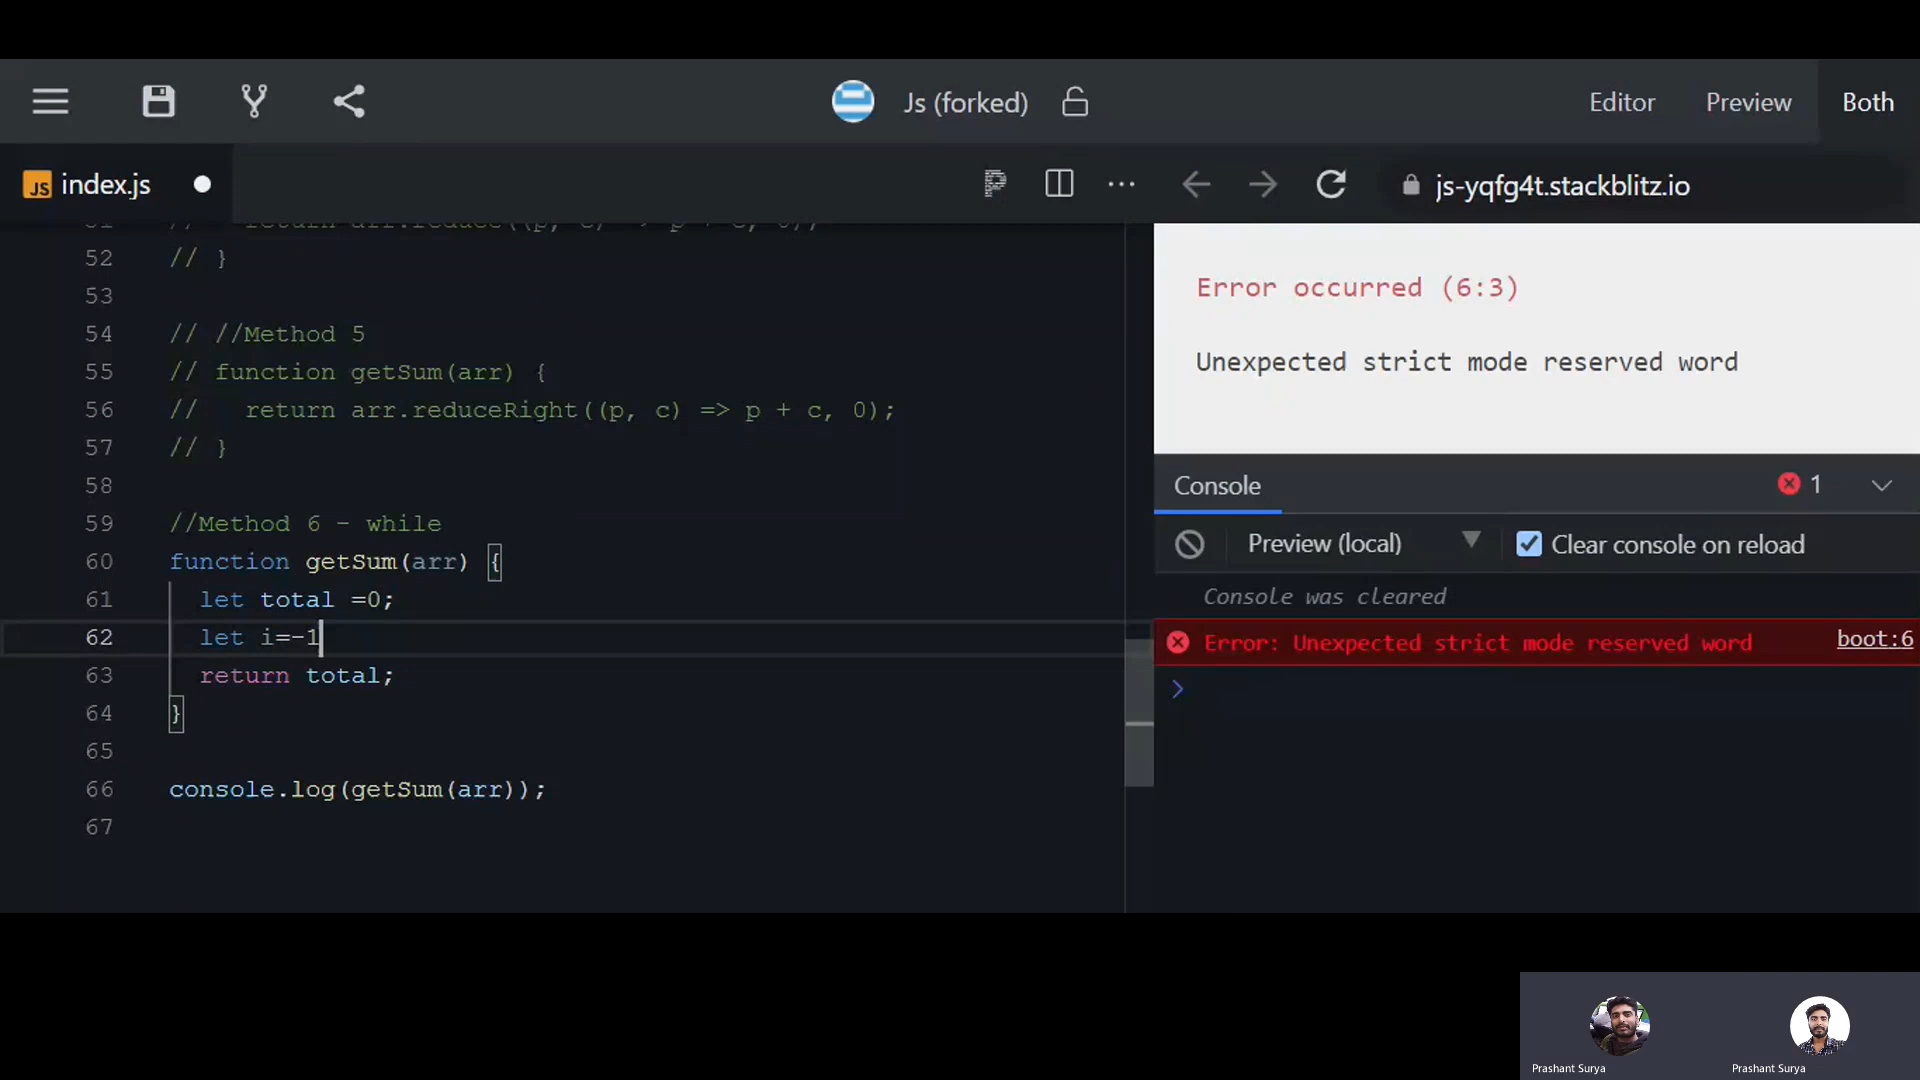 Js (forked)
Editor
Preview
Both
JS index.js
js-yqfg4t.stackblitz.io
52 // }
53
54 // //Method 5
55 // function getSum(arr) {
56 //   return arr.reduceRight((p, c) => p + c, 0);
57 // }
58
59 //Method 6 - while
60 function getSum(arr) {
61   let total =0;
62   let i=-1
63   return total;
64 }
65
66 console.log(getSum(arr));
67
Error occurred (6:3)
Unexpected strict mode reserved word
Console
1
Preview (local)
Clear console on reload
Console was cleared
Error: Unexpected strict mode reserved word
boot:6
Prashant Surya
Prashant Surya